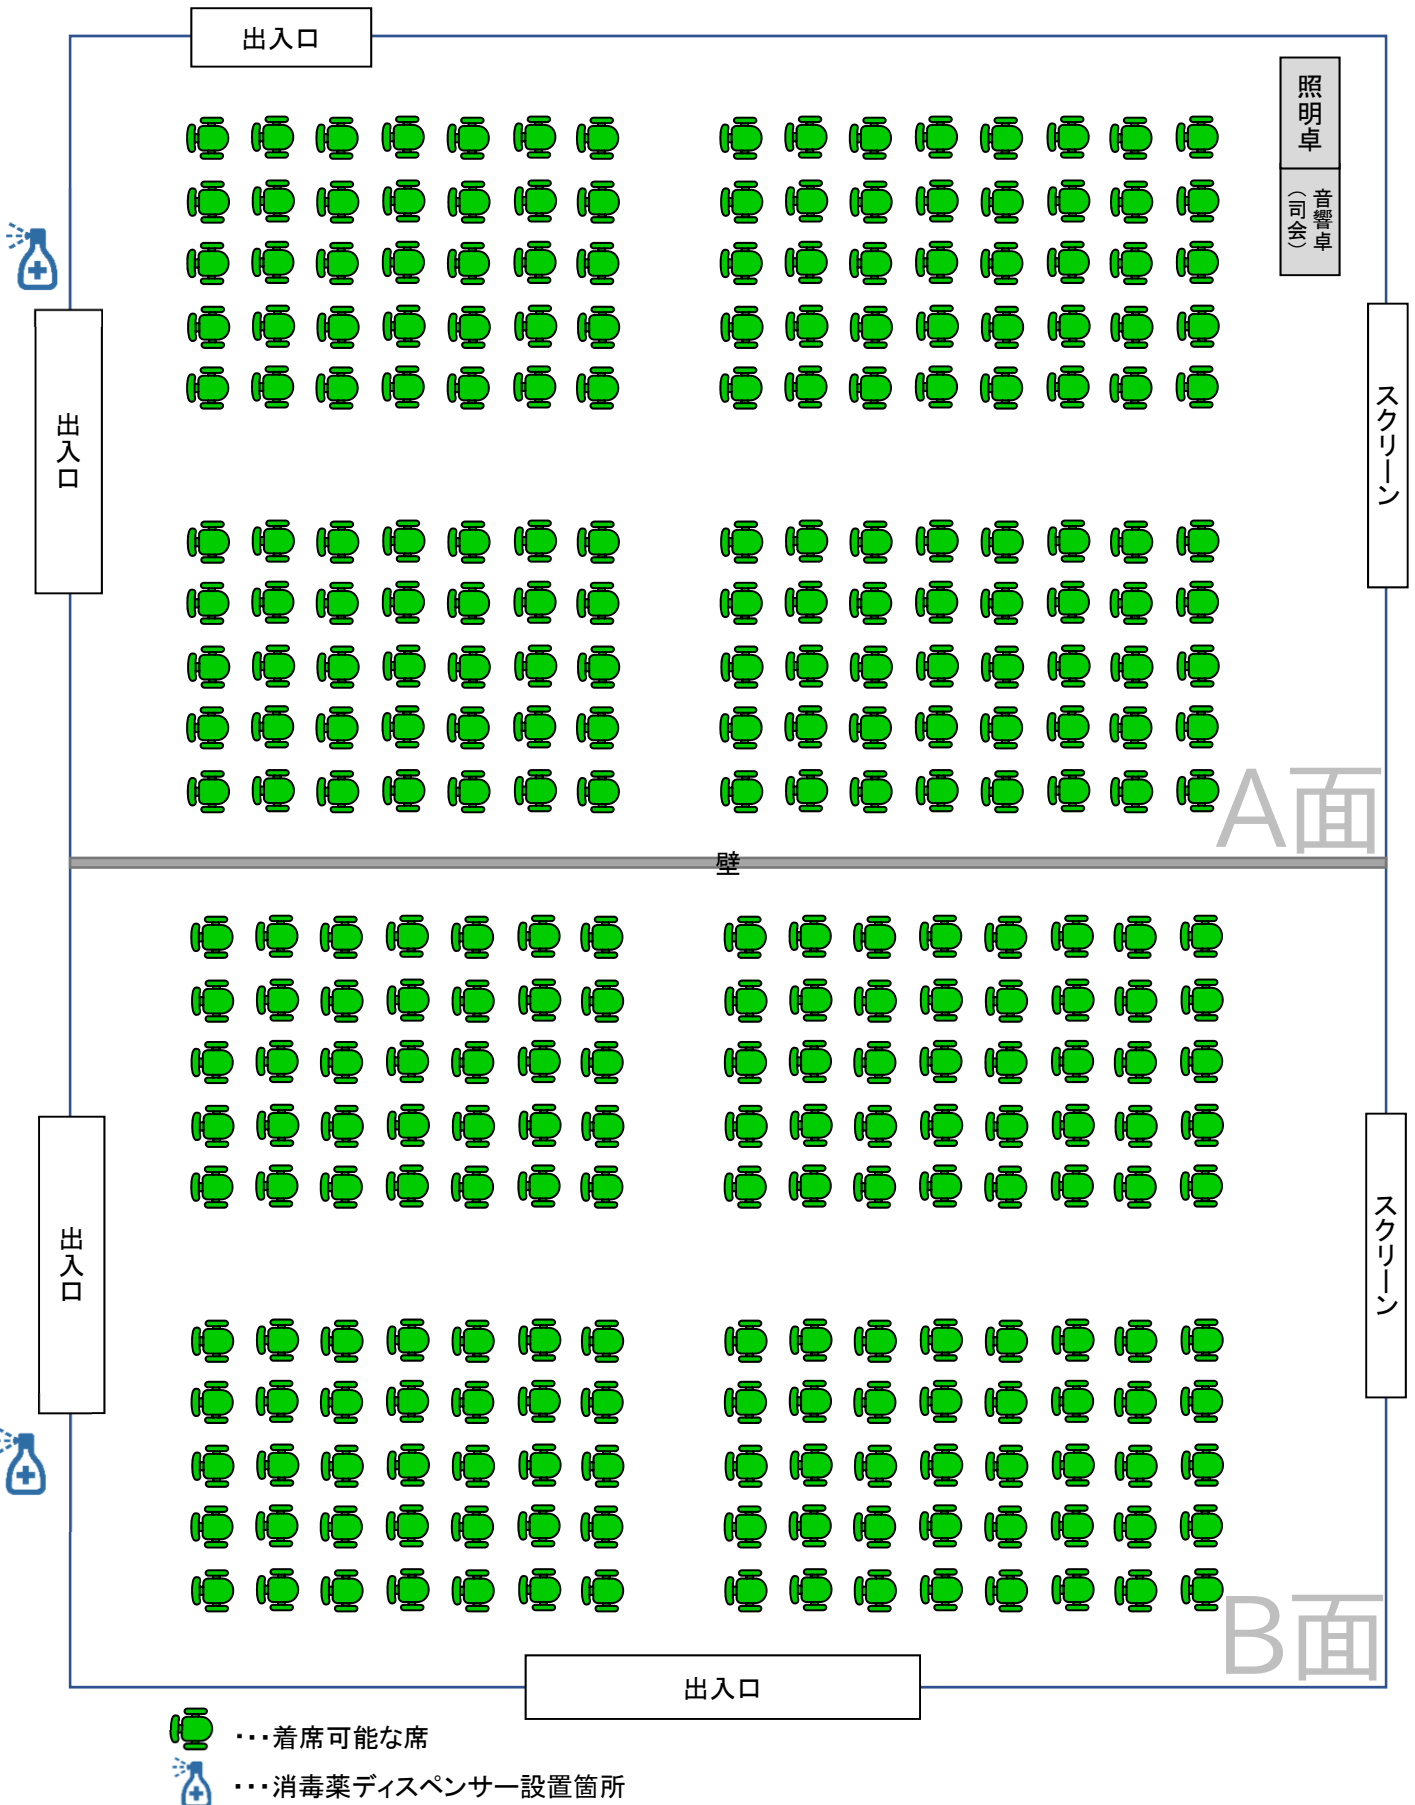 出入口
照明卓
音響卓
（司会）
出入口
スクリーン
A面
壁
出入口
スクリーン
B面
出入口
・・・着席可能な席
・・・消毒薬ディスペンサー設置箇所